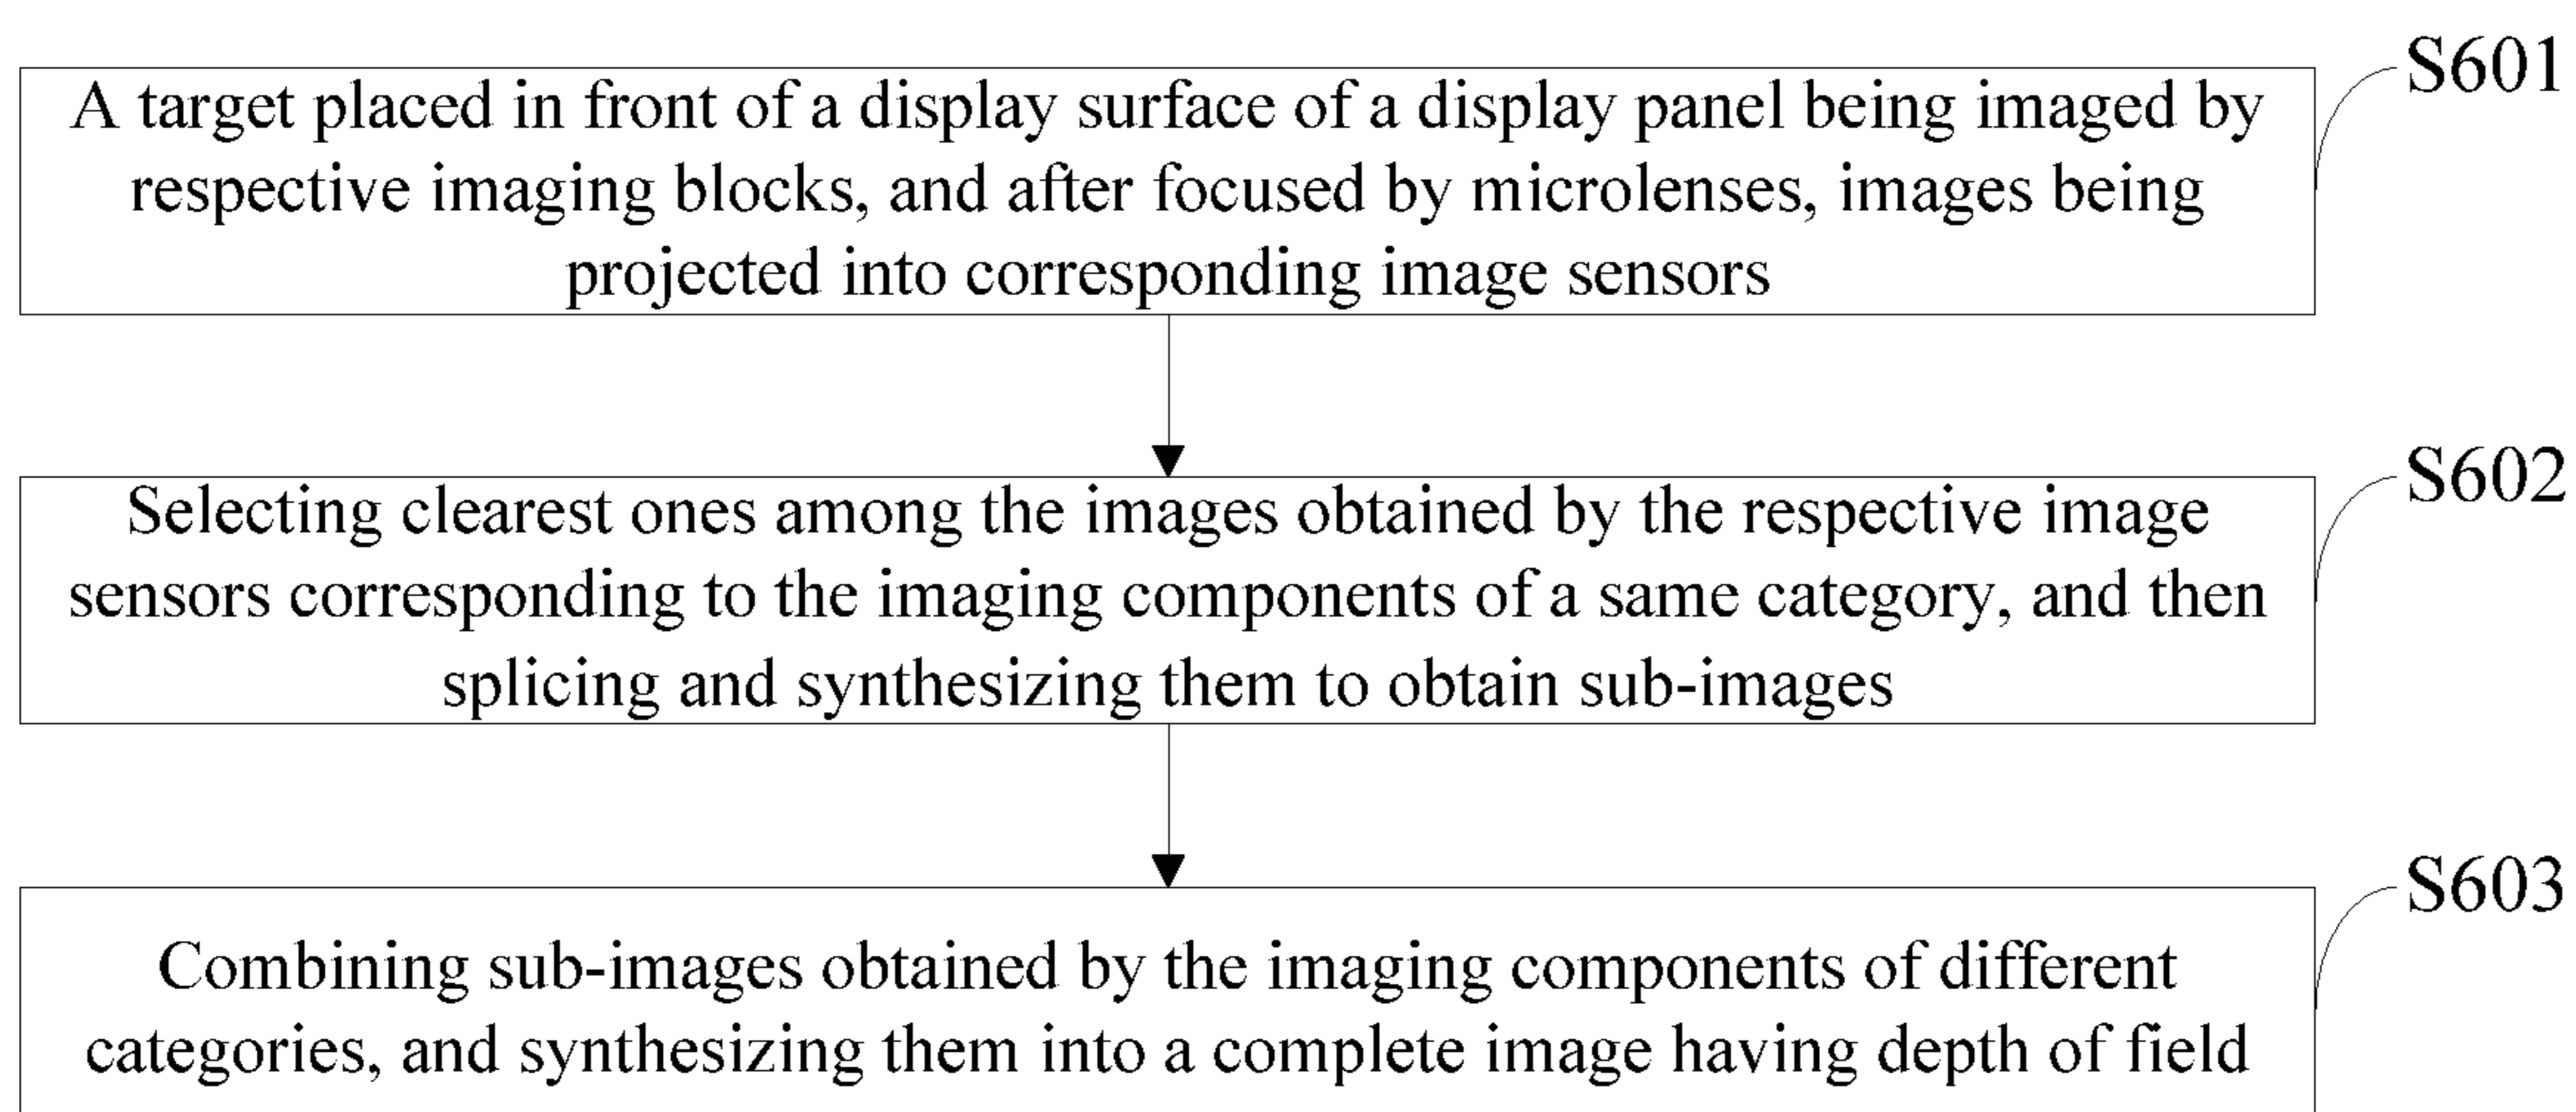 S601
A target placed in front of a display surface of a display panel being imaged by
respective imaging blocks, and after focused by microlenses, images being
projected into corresponding image sensors
S602
Selecting clearest ones among the images obtained by the respective image
sensors corresponding to the imaging components of a same category, and then
splicing and synthesizing them to obtain sub-images
S603
Combining sub-images obtained by the imaging components of different
categories, and synthesizing them into a complete image having depth of field